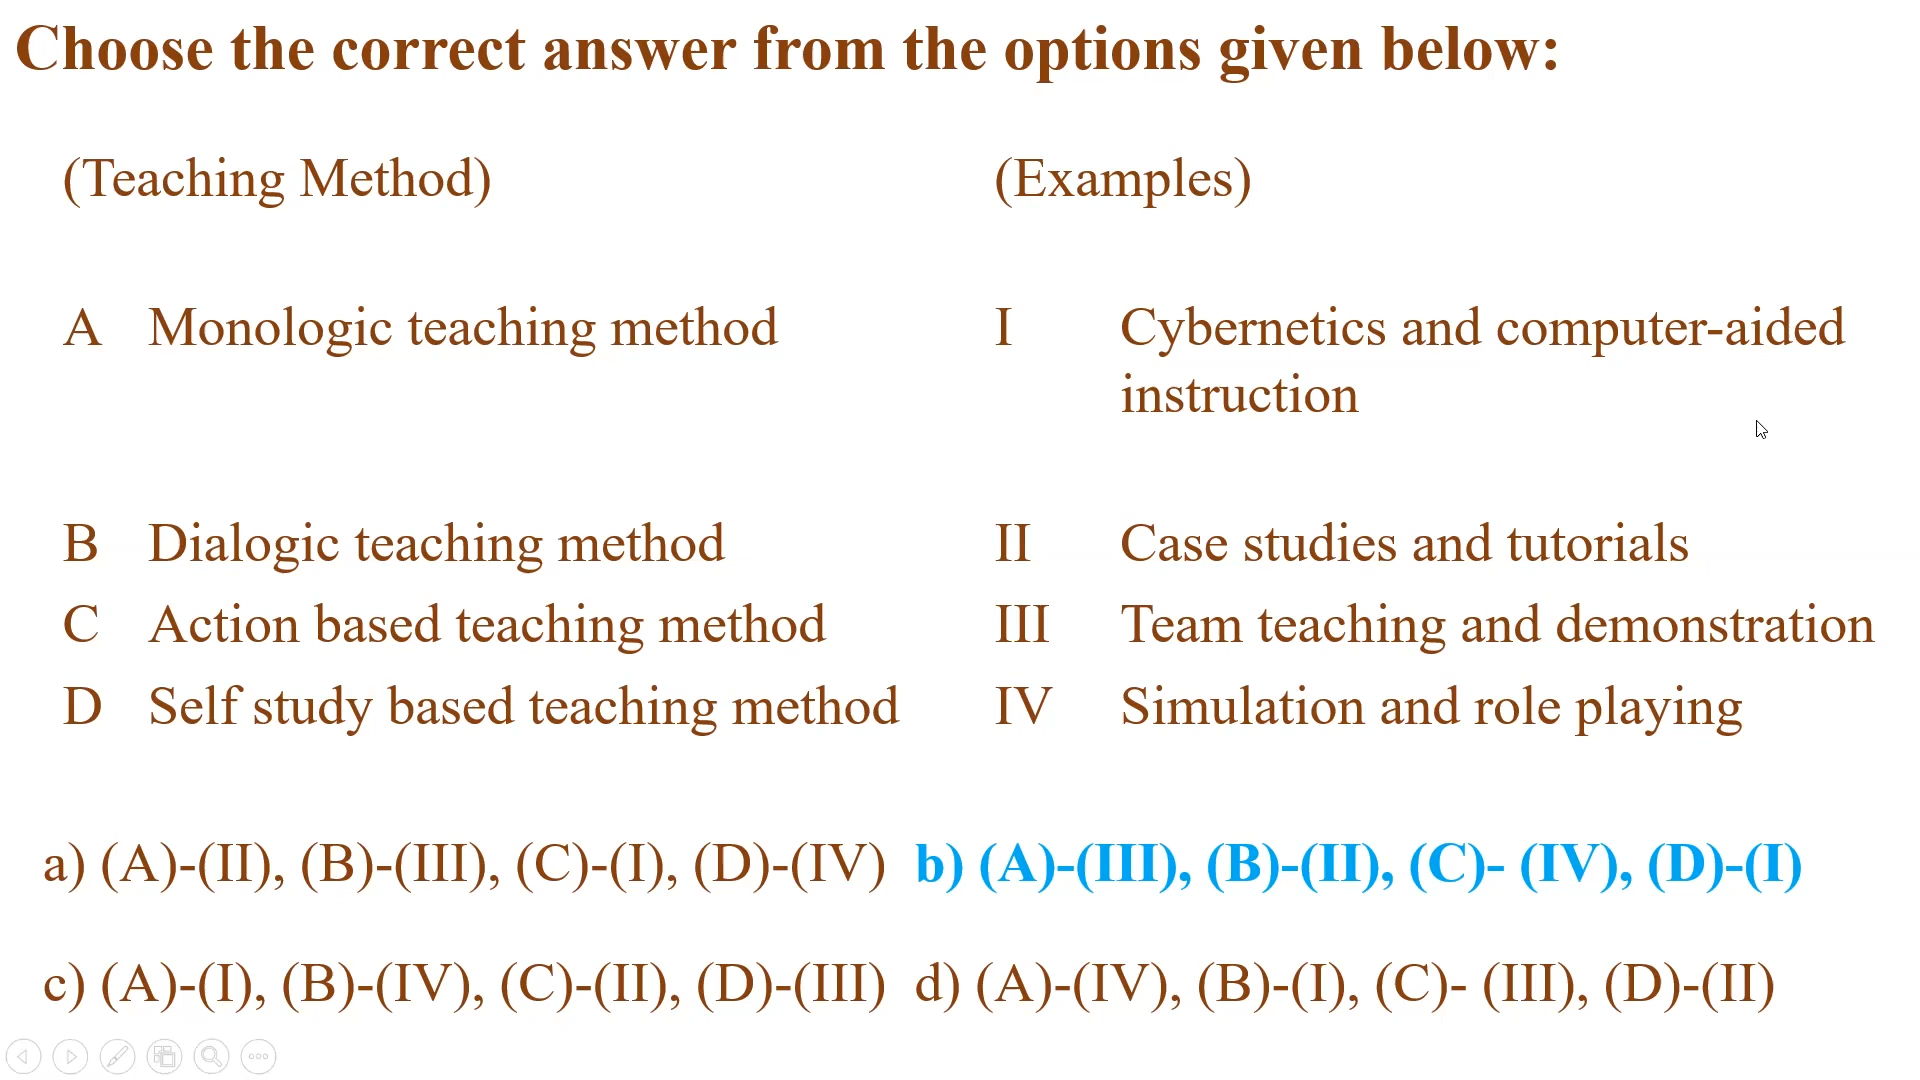 Choose the correct answer from the options given below:
(Teaching Method) (Examples)
A Monologic teaching method I Cybernetics and computer-aided
instruction
B Dialogic teaching method II Case studies and tutorials
C Action based teaching method III Team teaching and demonstration
D Self study based teaching method IV Simulation and role playing
a) (A)-(II), (B)-(III), (C)-(I), (D)-(IV) b) (A)-(III), (B)-(II), (C)- (IV), (D)-(I)
c) (A)-(I), (B)-(IV), (C)-(II), (D)-(III) d) (A)-(IV), (B)-(I), (C)- (III), (D)-(II)